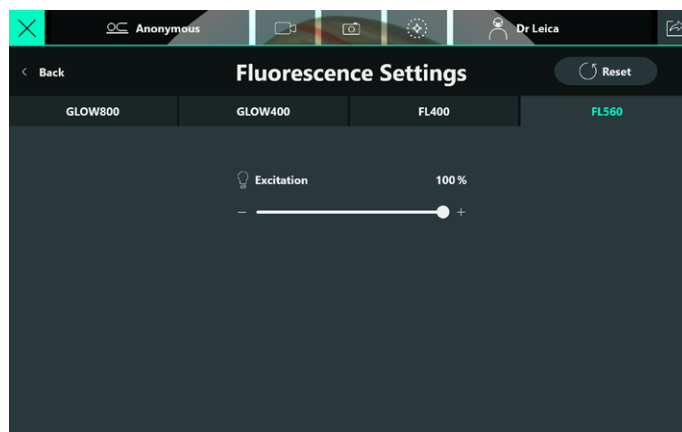 Anonymous Dr Leica
Back Fluorescence Settings Reset
GLOW800 GLOW400 FL400 FL560
Excitation 100 %
− +